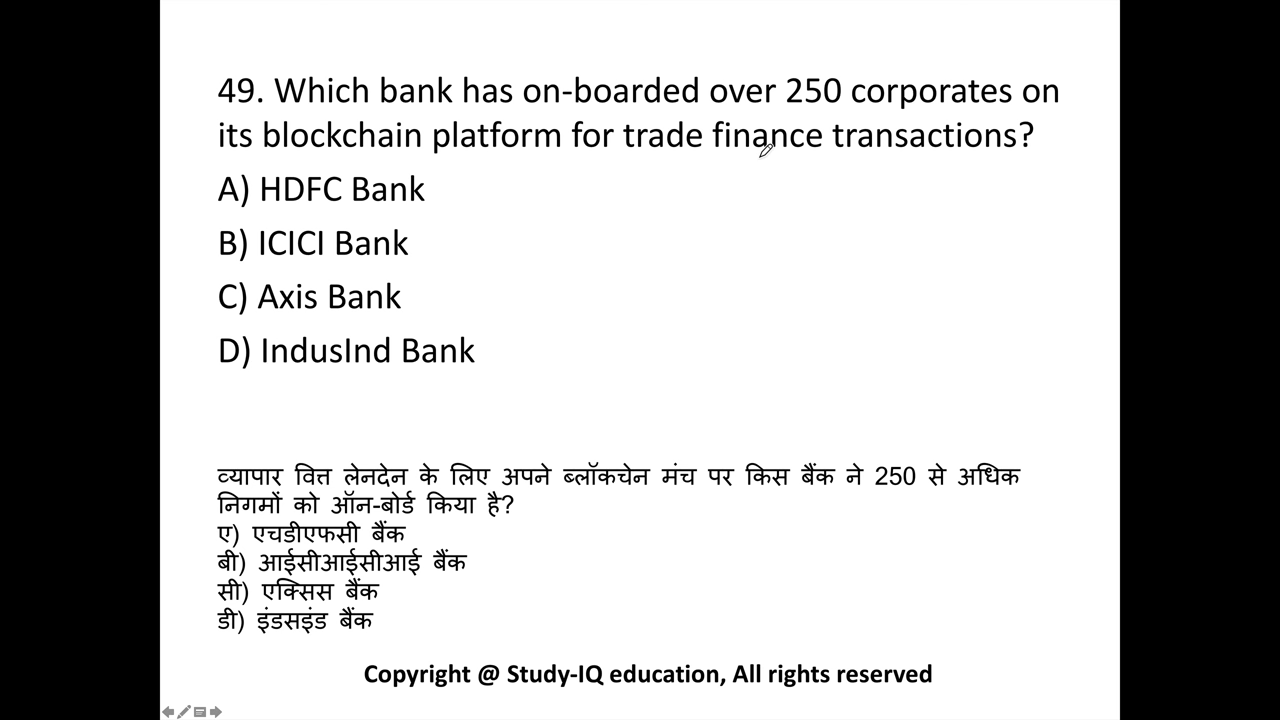 49. Which bank has on-boarded over 250 corporates on
its blockchain platform for trade finance transactions?
A) HDFC Bank
B) ICICI Bank
C) Axis Bank
D) IndusInd Bank
व्यापार वित्त लेनदेन के लिए अपने ब्लॉकचेन मंच पर किस बैंक ने 250 से अधिक
निगमों को ऑन-बोर्ड किया है?
ए) एचडीएफसी बैंक
बी) आईसीआईसीआई बैंक
सी) एक्सिस बैंक
डी) इंडसइंड बैंक
Copyright @ Study-IQ education, All rights reserved